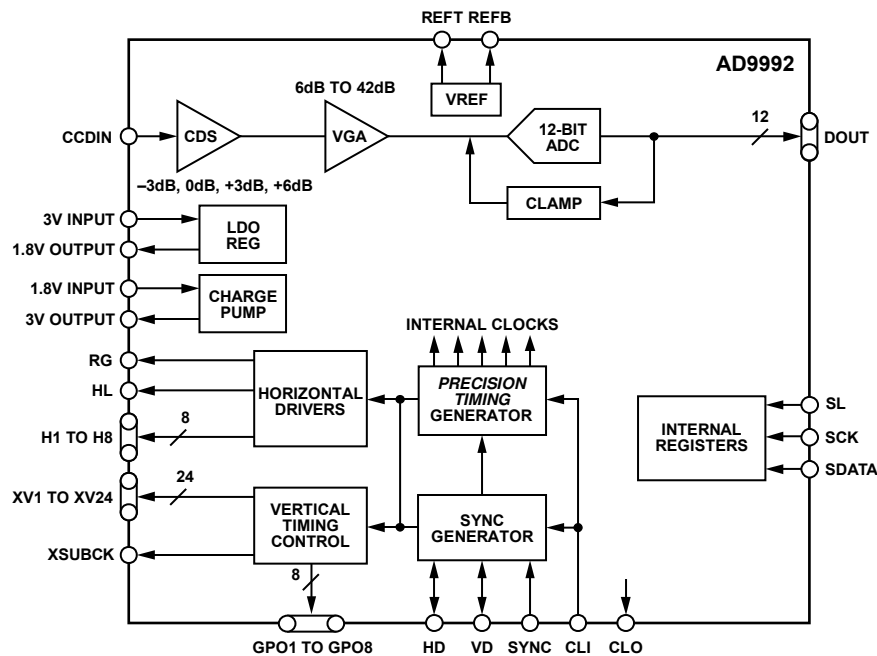 REFT REFB
AD9992
6dB TO 42dB
VREF
CCDIN
CDS
VGA
12-BIT
ADC
12
DOUT
–3dB, 0dB, +3dB, +6dB
CLAMP
3V INPUT
1.8V OUTPUT
LDO
REG
1.8V INPUT
3V OUTPUT
CHARGE
PUMP
INTERNAL CLOCKS
RG
HL
H1 TO H8
8
HORIZONTAL
DRIVERS
PRECISION
TIMING
GENERATOR
INTERNAL
REGISTERS
SL
SCK
SDATA
XV1 TO XV24
24
XSUBCK
VERTICAL
TIMING
CONTROL
SYNC
GENERATOR
8
GPO1 TO GPO8
HD
VD
SYNC
CLI
CLO